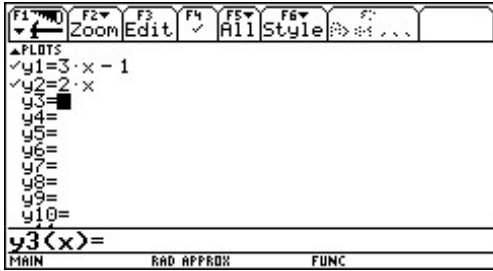 F1 F2 Zoom F3 Edit F4 ✓ F5 All F6 Style F7
▲PLOTS
✓y1=3·x - 1
✓y2=2·x
y3=
y4=
y5=
y6=
y7=
y8=
y9=
y10=
y3(x)=
MAIN RAD APPROX FUNC